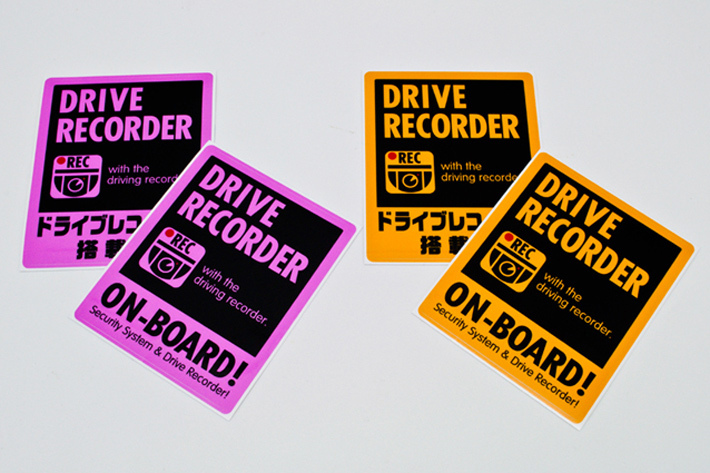 DRIVE
RECORDER
REC
with the
driving recorder
ドライブレコ
搭載
DRIVE
RECORDER
REC
with the
driving recorder.
ON-BOARD!
Security System & Drive Recorder!
DRIVE
RECORDER
REC
with the
driving recorder.
ドライブレコ
搭載
DRIVE
RECORDER
REC
with the
driving recorder.
ON-BOARD!
Security System & Drive Recorder!